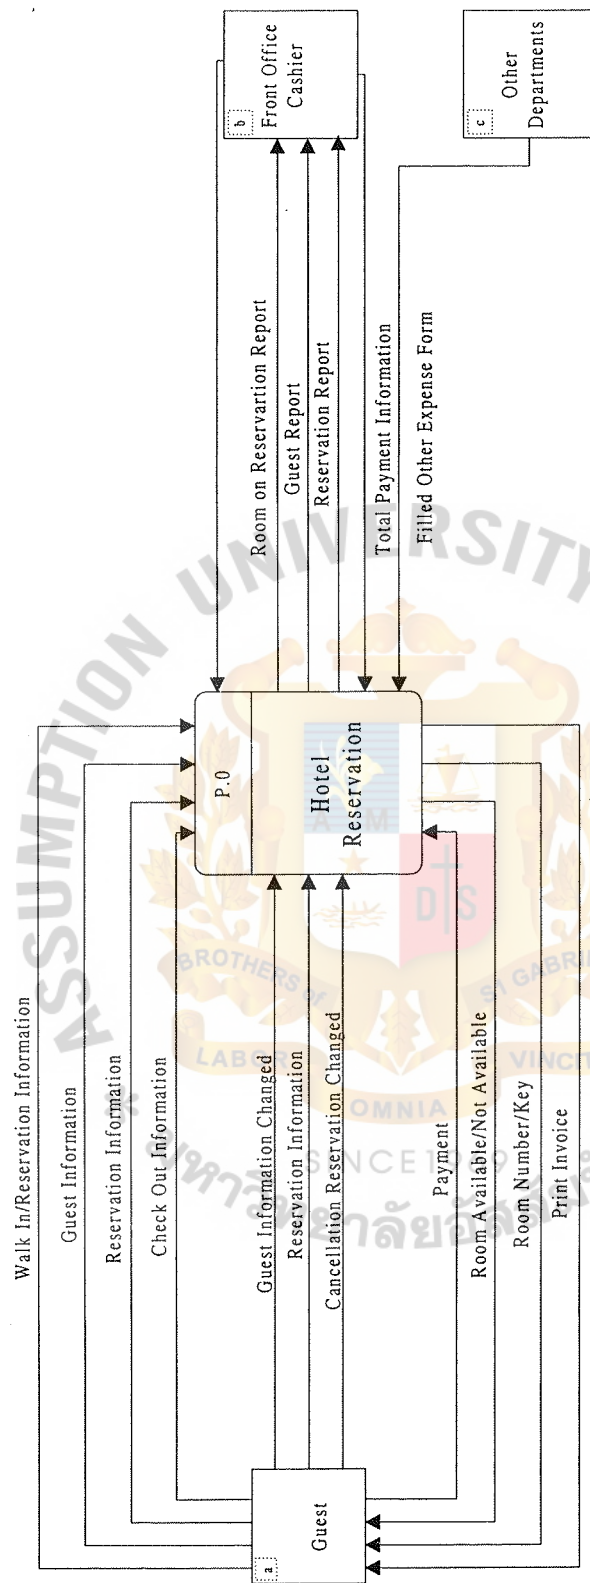 Walk In/Reservation Information
Guest Information
Reservation Information
Check Out Information
a
Guest
Guest Information Changed
Reservation Information
Cancellation Reservation Changed
Payment
Room Available/Not Available
Room Number/Key
Print Invoice
P.0
Hotel
Reservation
Room on Reservartion Report
Guest Report
Reservation Report
Total Payment Information
Filled Other Expense Form
b
Front Office
Cashier
c
Other
Departments
ASSUMPTION UNIVERSITY
A M
D S
BROTHERS of
ST GABRIE
LABOR
OMNIA
VINCIT
SINCE 1969